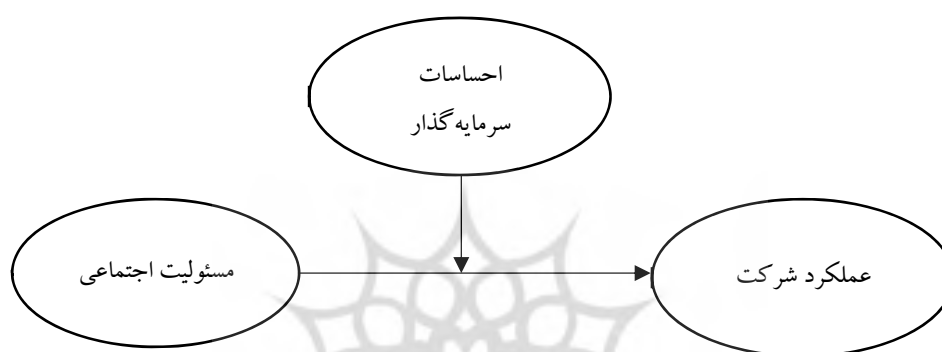 احساسات
سرمایه‌گذار
مسئولیت اجتماعی
عملکرد شرکت